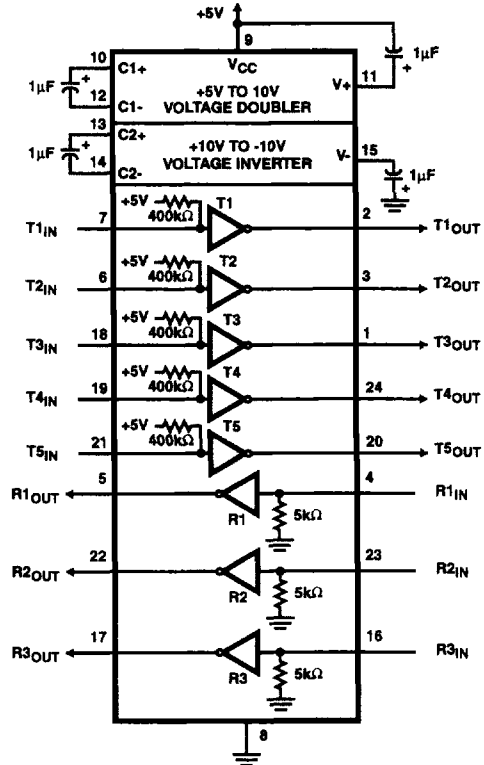 +5V
9
10
C1+
VCC
1µF
+
12
C1-
+5V TO 10V
VOLTAGE DOUBLER
V+
11
+
1µF
13
C2+
1µF
+
14
C2-
+10V TO -10V
VOLTAGE INVERTER
V-
15
+
1µF
+5V
400kΩ
T1
T1IN
7
2
T1OUT
+5V
400kΩ
T2
T2IN
6
3
T2OUT
+5V
400kΩ
T3
T3IN
18
1
T3OUT
+5V
400kΩ
T4
T4IN
19
24
T4OUT
+5V
400kΩ
T5
T5IN
21
20
T5OUT
R1OUT
5
R1
4
R1IN
5kΩ
R2OUT
22
R2
23
R2IN
5kΩ
R3OUT
17
R3
16
R3IN
5kΩ
8